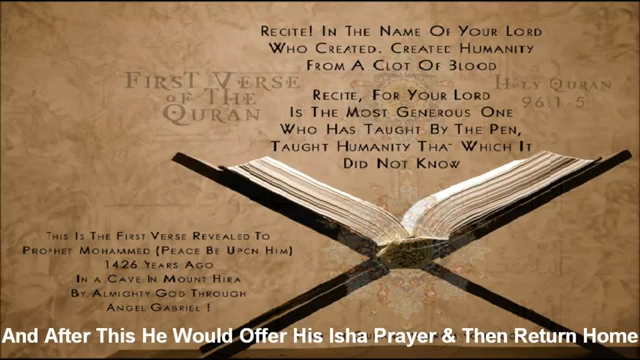 Recite! In The Name Of Your Lord
Who Created. Created Humanity
From A Clot Of Blood
First Verse
of The
Quran
Holy Quran
96:1-5
Recite, For Your Lord
Is The Most Generous One
Who Has Taught By The Pen,
Taught Humanity That Which It
Did Not Know
This Is The First Verse Revealed To
Prophet Mohammed (Peace Be Upon Him)
1426 Years Ago
In a Cave In Mount Hira
By Almighty God Through
Angel Gabriel !
And After This He Would Offer His Isha Prayer & Then Return Home